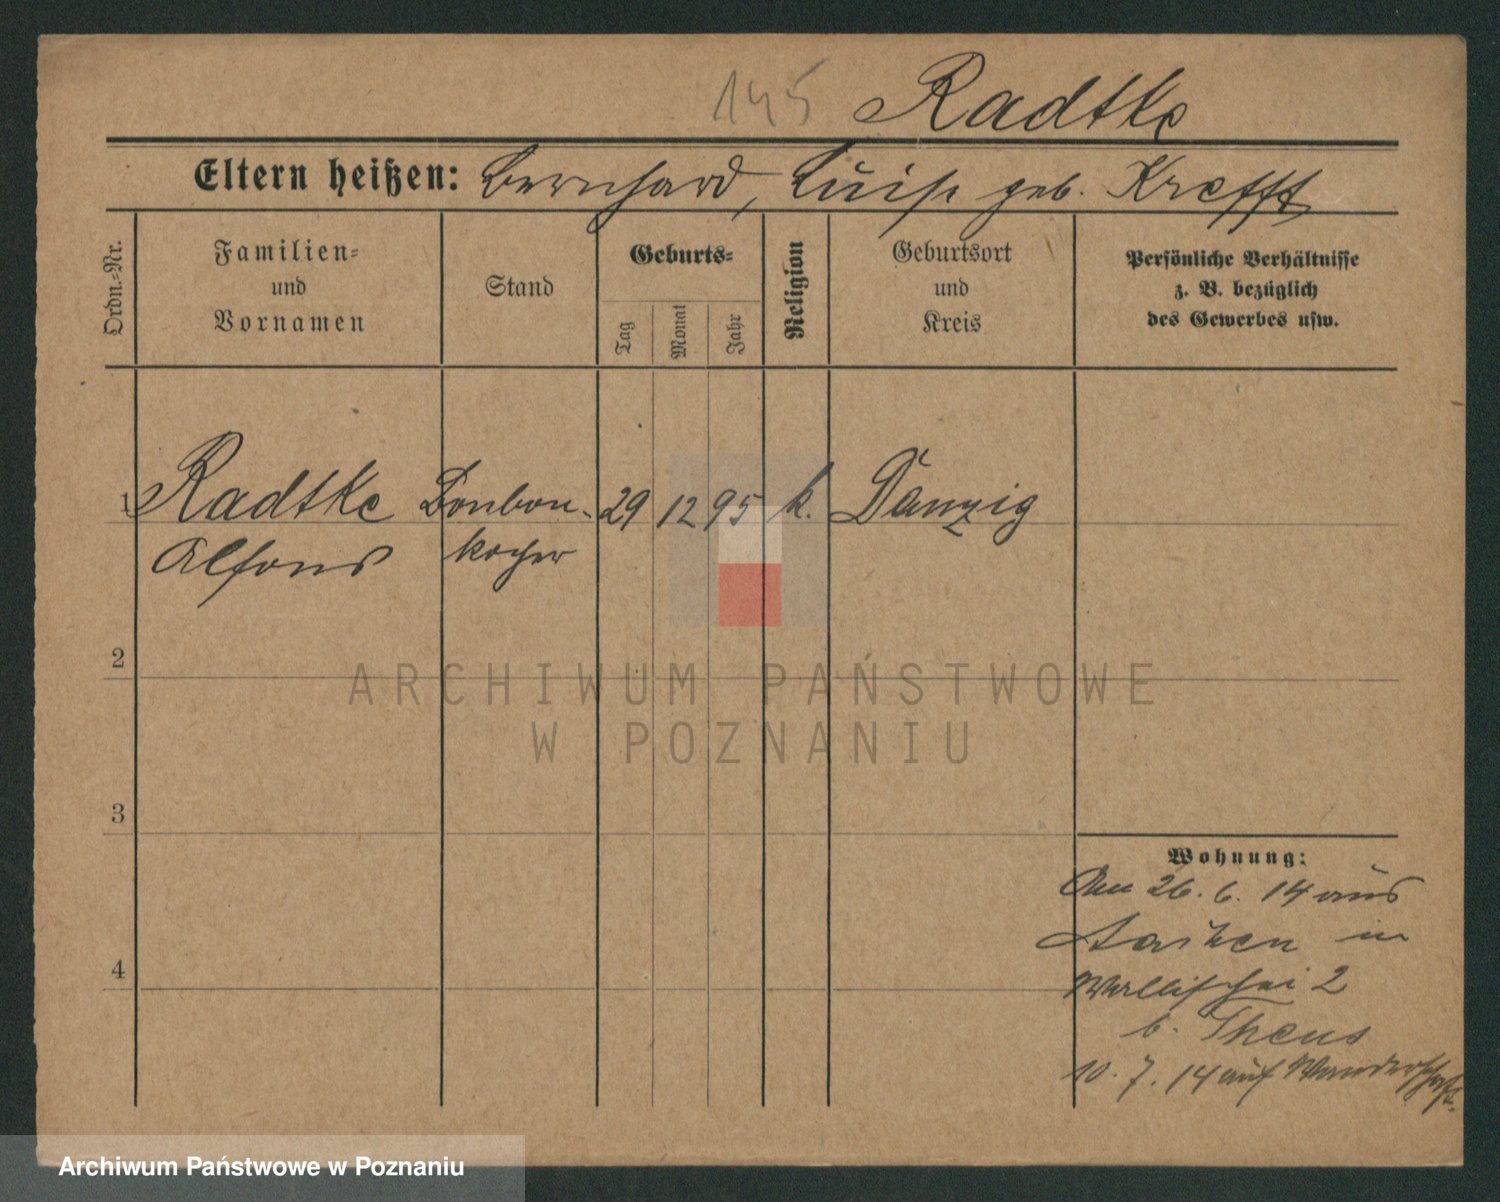 145 Radtke
Eltern heißen: Bernhard, Luise geb. Krefft
Ordn.-Nr.
Familien-
und
Vornamen
Stand
Geburts-
Tag
Monat
Jahr
Religion
Geburtsort
und
Kreis
Persönliche Verhältnisse
z. B. bezüglich
des Gewerbes usw.
1 Radtke Bonbon- 29 12 95 k. Danzig
Alfons kocher
2
3
4
Wohnung:
Am 26. 6. 14 aus
in
Wallischei 2
b. Theus
10. 7. 14 auf Wanderschaft.
ARCHIWUM PAŃSTWOWE
W POZNANIU
Archiwum Państwowe w Poznaniu